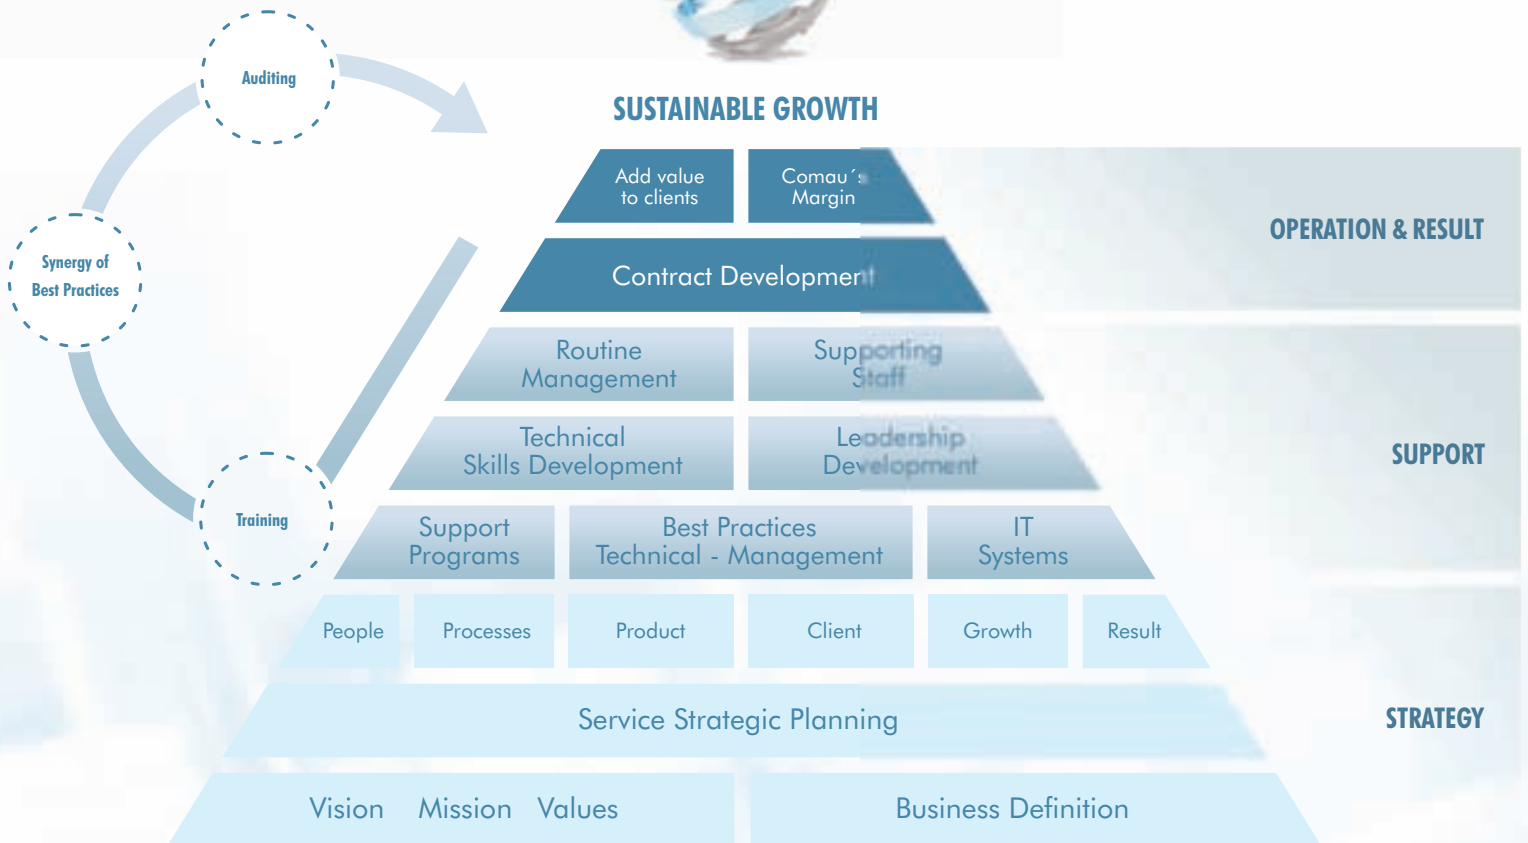 Auditing
Synergy of
Best Practices
Training
SUSTAINABLE GROWTH
Add value
to clients
Comau´s
Margin
Contract Development
OPERATION & RESULT
Routine
Management
Supporting
Staff
Technical
Skills Development
Leadership
Development
Support
Programs
Best Practices
Technical - Management
IT
Systems
SUPPORT
People
Processes
Product
Client
Growth
Result
Service Strategic Planning
Vision Mission Values
Business Definition
STRATEGY